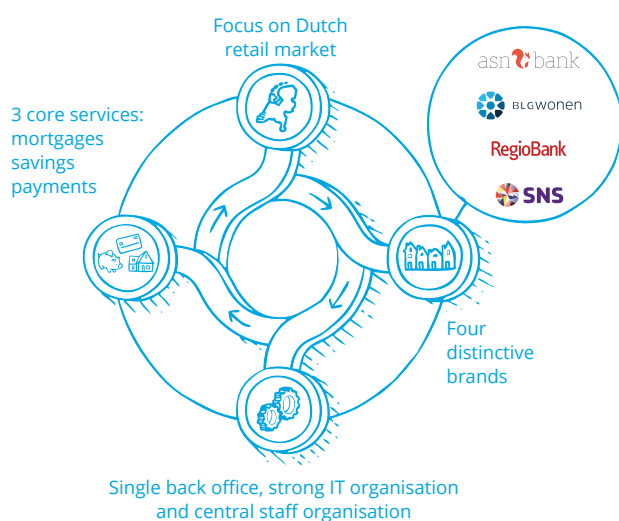 Focus on Dutch
retail market
asn bank
BLGWONEN
RegioBank
SNS
3 core services:
mortgages
savings
payments
Four
distinctive
brands
Single back office, strong IT organisation
and central staff organisation